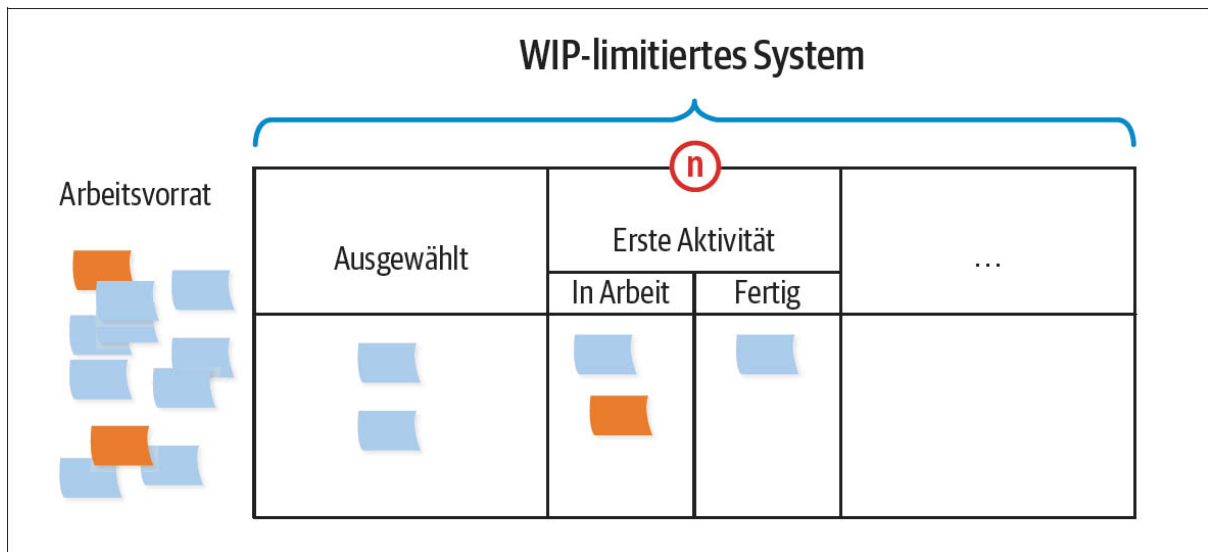 WIP-limitiertes System
n
Arbeitsvorrat
Ausgewählt
Erste Aktivität
...
In Arbeit
Fertig